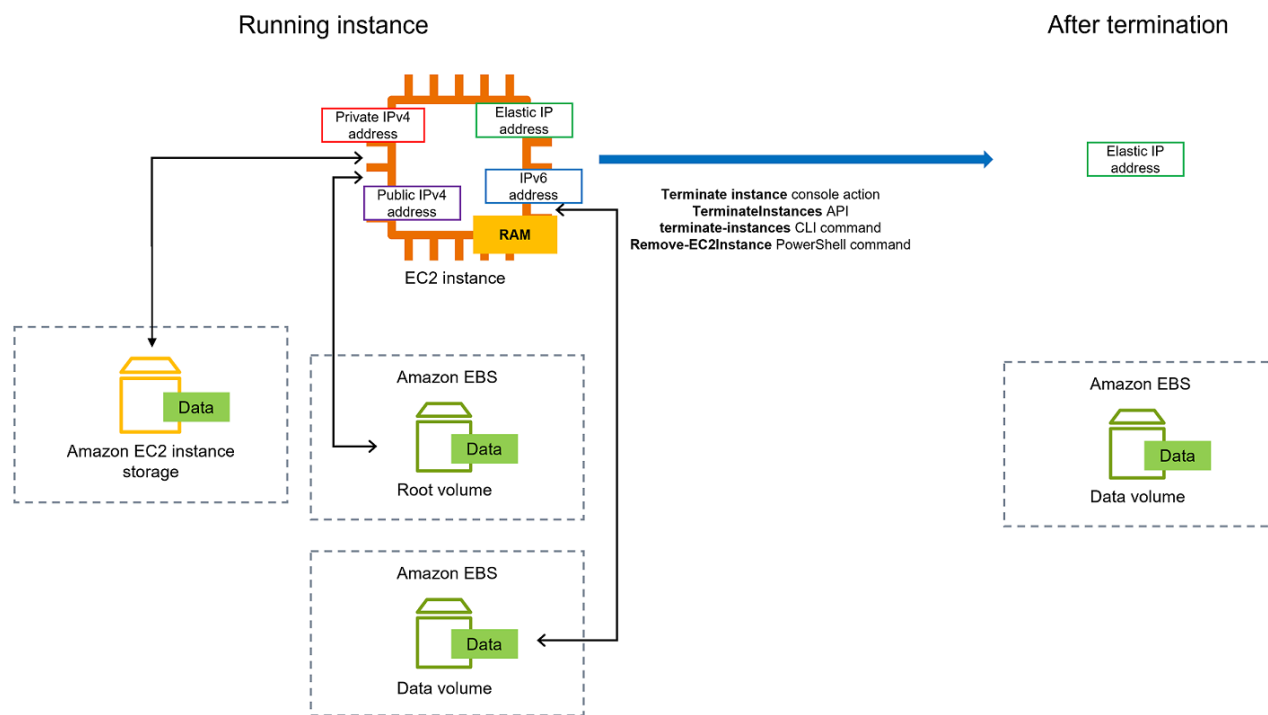 Running instance
After termination
Private IPv4
address
Elastic IP
address
Public IPv4
address
IPv6
address
RAM
EC2 instance
Terminate instance console action
TerminateInstances API
terminate-instances CLI command
Remove-EC2Instance PowerShell command
Elastic IP
address
Data
Amazon EC2 instance
storage
Amazon EBS
Data
Root volume
Amazon EBS
Data
Data volume
Amazon EBS
Data
Data volume